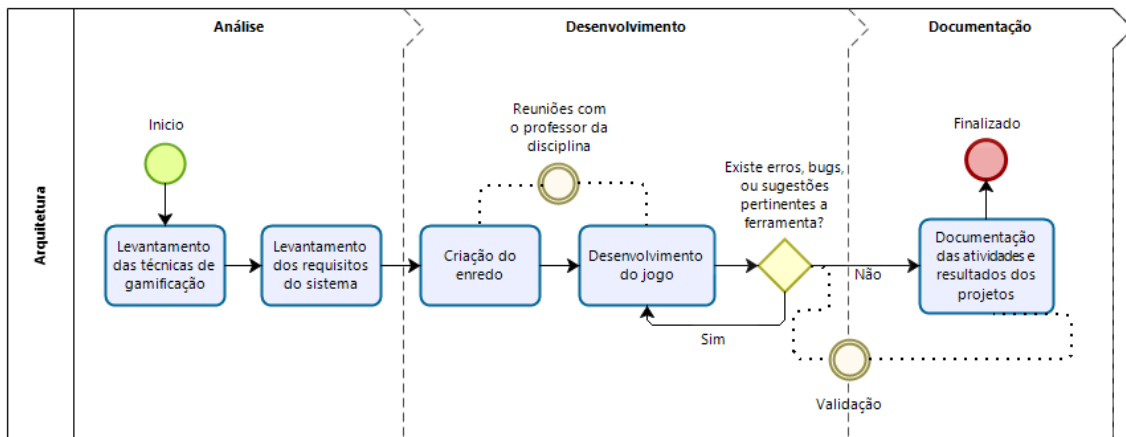 Análise
Desenvolvimento
Documentação
Arquitetura
Inicio
Levantamento
das técnicas de
gamificação
Levantamento
dos requisitos
do sistema
Reuniões com
o professor da
disciplina
Criação do
enredo
Desenvolvimento
do jogo
Existe erros, bugs,
ou sugestões
pertinentes a
ferramenta?
Sim
Não
Validação
Finalizado
Documentação
das atividades e
resultados dos
projetos